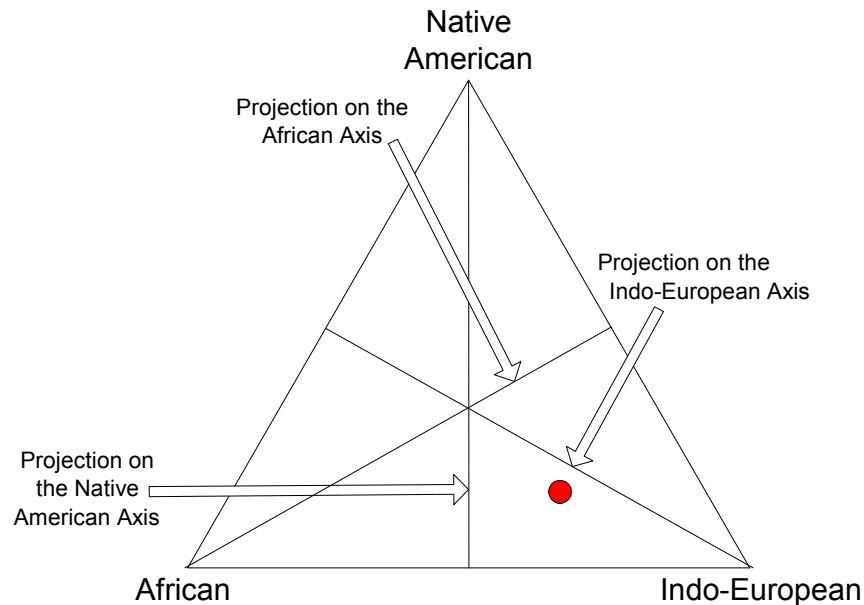 Native
American
Projection on the
African Axis
Projection on the
Indo-European Axis
Projection on
the Native
American Axis
African
Indo-European